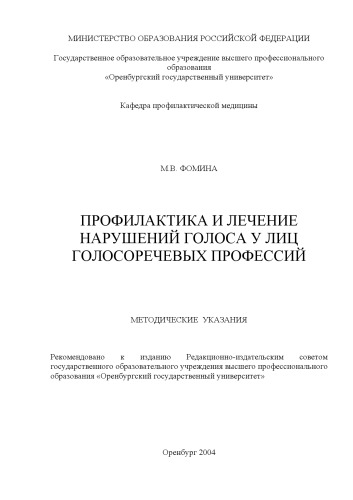 МИНИСТЕРСТВО ОБРАЗОВАНИЯ РОССИЙСКОЙ ФЕДЕРАЦИИ
Государственное образовательное учреждение высшего профессионального
образования
«Оренбургский государственный университет»
Кафедра профилактической медицины
М.В. ФОМИНА
ПРОФИЛАКТИКА И ЛЕЧЕНИЕ
НАРУШЕНИЙ ГОЛОСА У ЛИЦ
ГОЛОСОРЕЧЕВЫХ ПРОФЕССИЙ
МЕТОДИЧЕСКИЕ УКАЗАНИЯ
Рекомендовано к изданию Редакционно-издательским советом
государственного образовательного учреждения высшего профессионального
образования «Оренбургский государственный университет»
Оренбург 2004